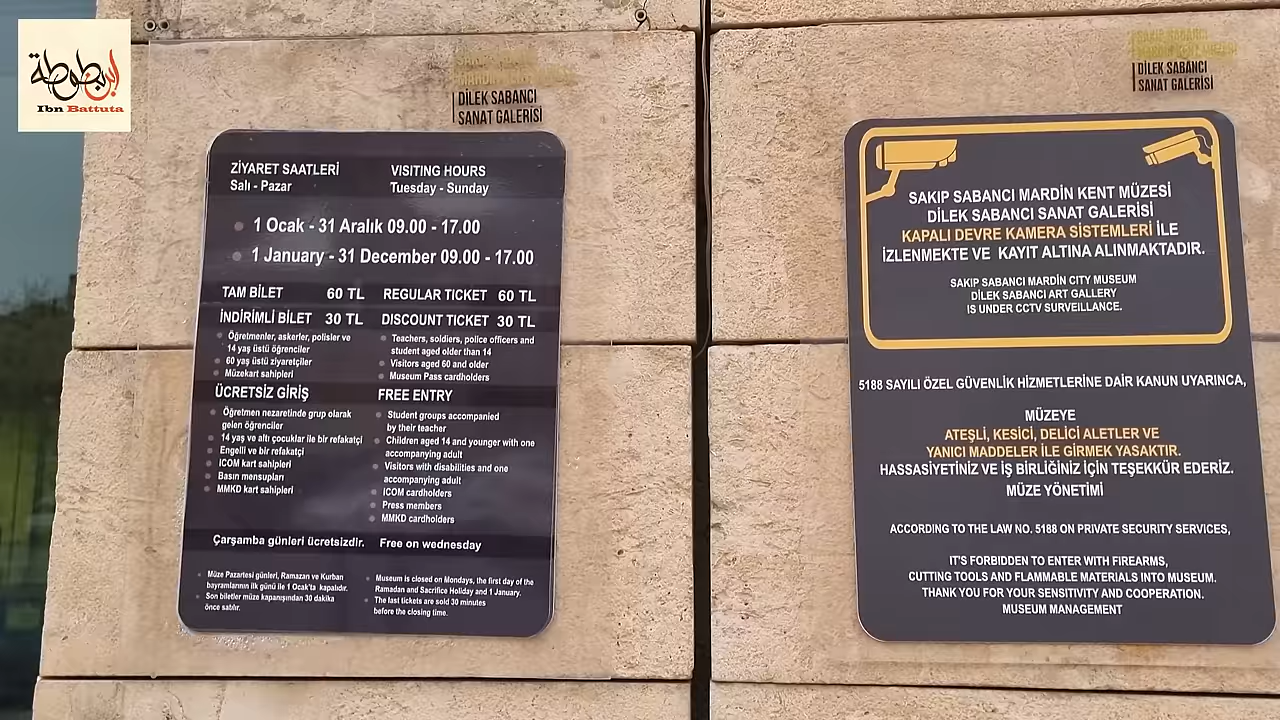 ابن بطوطة
Ibn Battuta
SAKIP SABANCI
MARDİN KENT MÜZESİ
DİLEK SABANCI
SANAT GALERİSİ
ZİYARET SAATLERİ
Salı - Pazar
VISITING HOURS
Tuesday - Sunday
1 Ocak - 31 Aralık 09.00 - 17.00
1 January - 31 December 09.00 - 17.00
TAM BİLET 60 TL
İNDİRİMLİ BİLET 30 TL
Öğretmenler, askerler, polisler ve
14 yaş üstü öğrenciler
60 yaş üstü ziyaretçiler
Müzekart sahipleri
REGULAR TICKET 60 TL
DISCOUNT TICKET 30 TL
Teachers, soldiers, police officers and
student aged older than 14
Visitors aged 60 and older
Museum Pass cardholders
ÜCRETSİZ GİRİŞ
Öğretmen nezaretinde grup olarak
gelen öğrenciler
14 yaş ve altı çocuklar ile bir refakatçi
Engelli ve bir refakatçi
ICOM kart sahipleri
Basın mensupları
MMKD kart sahipleri
FREE ENTRY
Student groups accompanied
by their teacher
Children aged 14 and younger with one
accompanying adult
Visitors with disabilities and one
accompanying adult
ICOM cardholders
Press members
MMKD cardholders
Çarşamba günleri ücretsizdir.
Free on wednesday
Müze Pazartesi günleri, Ramazan ve Kurban
bayramlarının ilk günü ile 1 Ocak'ta kapalıdır.
Son biletler müze kapanışından 30 dakika
önce satılır.
Museum is closed on Mondays, the first day of the
Ramadan and Sacrifice Holiday and 1 January.
The last tickets are sold 30 minutes
before the closing time.
SAKIP SABANCI
MARDİN KENT MÜZESİ
DİLEK SABANCI
SANAT GALERİSİ
SAKIP SABANCI MARDİN KENT MÜZESİ
DİLEK SABANCI SANAT GALERİSİ
KAPALI DEVRE KAMERA SİSTEMLERİ İLE
İZLENMEKTE VE KAYIT ALTINA ALINMAKTADIR.
SAKIP SABANCI MARDIN CITY MUSEUM
DİLEK SABANCI ART GALLERY
IS UNDER CCTV SURVEILLANCE.
5188 SAYILI ÖZEL GÜVENLİK HİZMETLERİNE DAİR KANUN UYARINCA,
MÜZEYE
ATEŞLİ, KESİCİ, DELİCİ ALETLER VE
YANICI MADDELER İLE GİRMEK YASAKTIR.
HASSASİYETİNİZ VE İŞ BİRLİĞİNİZ İÇİN TEŞEKKÜR EDERİZ.
MÜZE YÖNETİMİ
ACCORDING TO THE LAW NO. 5188 ON PRIVATE SECURITY SERVICES,
IT'S FORBIDDEN TO ENTER WITH FIREARMS,
CUTTING TOOLS AND FLAMMABLE MATERIALS INTO MUSEUM.
THANK YOU FOR YOUR SENSITIVITY AND COOPERATION.
MUSEUM MANAGEMENT